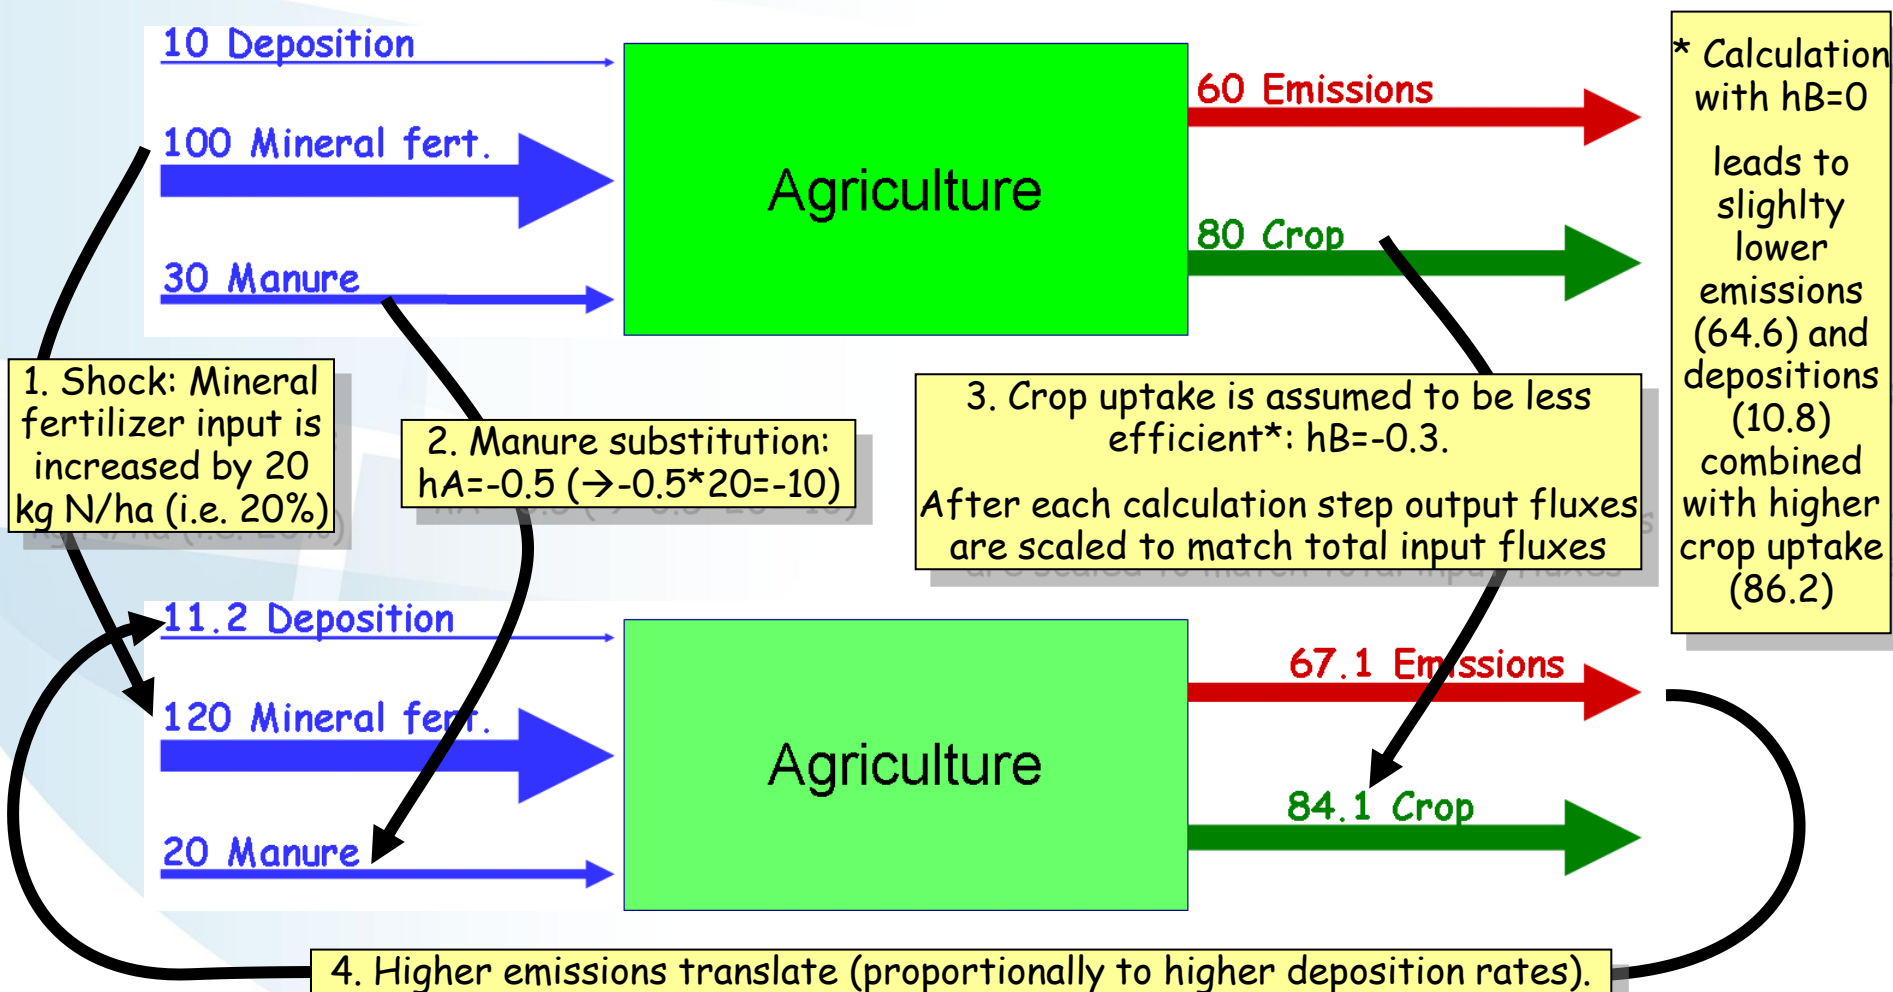 10 Deposition
100 Mineral fert.
30 Manure
Agriculture
60 Emissions
80 Crop
* Calculation
with hB=0
leads to
slighlty
lower
emissions
(64.6) and
depositions
(10.8)
combined
with higher
crop uptake
(86.2)
1. Shock: Mineral
fertilizer input is
increased by 20
kg N/ha (i.e. 20%)
2. Manure substitution:
hA=-0.5 (→-0.5*20=-10)
3. Crop uptake is assumed to be less
efficient*: hB=-0.3.
After each calculation step output fluxes
are scaled to match total input fluxes
11.2 Deposition
120 Mineral fert.
20 Manure
Agriculture
67.1 Emissions
84.1 Crop
4. Higher emissions translate (proportionally to higher deposition rates).